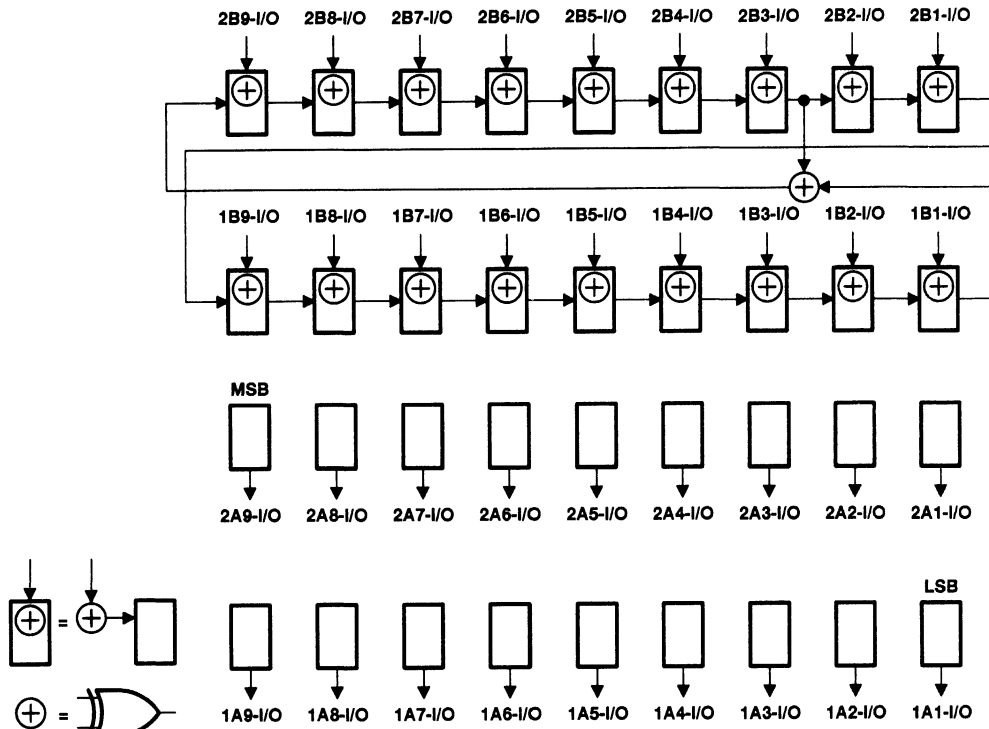 2B9-I/O 2B8-I/O 2B7-I/O 2B6-I/O 2B5-I/O 2B4-I/O 2B3-I/O 2B2-I/O 2B1-I/O
1B9-I/O 1B8-I/O 1B7-I/O 1B6-I/O 1B5-I/O 1B4-I/O 1B3-I/O 1B2-I/O 1B1-I/O
MSB
2A9-I/O 2A8-I/O 2A7-I/O 2A6-I/O 2A5-I/O 2A4-I/O 2A3-I/O 2A2-I/O 2A1-I/O
LSB
=
= 1A9-I/O 1A8-I/O 1A7-I/O 1A6-I/O 1A5-I/O 1A4-I/O 1A3-I/O 1A2-I/O 1A1-I/O